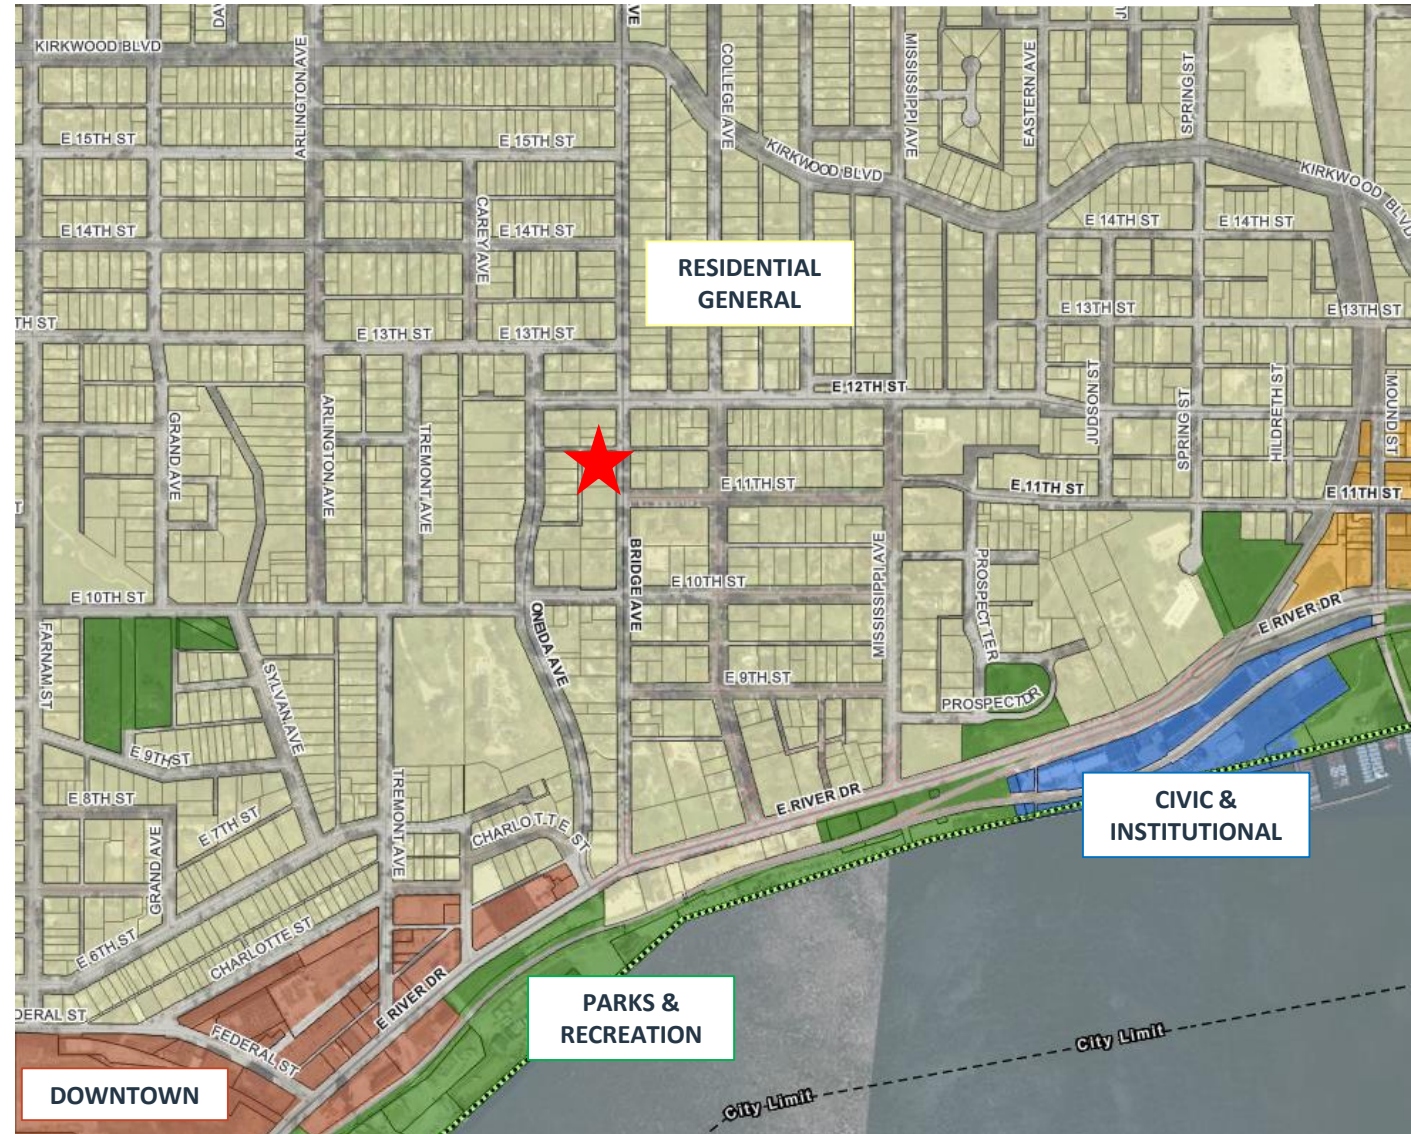 DA
VE
JU
KIRKWOOD BLVD
ARLINGTON AVE
COLLEGE AVE
MISSISSIPPI AVE
EASTERN AVE
SPRING ST
E 15TH ST
E 15TH ST
KIRKWOOD BLVD
KIRKWOOD BLVD
CAREY AVE
E 14TH ST
E 14TH ST
E 14TH ST
E 14TH ST
RESIDENTIAL
GENERAL
TH ST
E 13TH ST
E 13TH ST
E 13TH ST
E 13TH ST
E 12TH ST
GRAND AVE
ARLINGTON AVE
TREMONT AVE
JUDSON ST
SPRING ST
HILDRETH ST
MOUND ST
T
E 11TH ST
E 11TH ST
E 11TH ST
BRIDGE AVE
MISSISSIPPI AVE
PROSPECT TER
E 10TH ST
E 10TH ST
ONEIDA AVE
E RIVER DR
FARNAM ST
SYLVAN AVE
E 9TH ST
PROSPECT DR
E 9TH ST
E 8TH ST
TREMONT AVE
E RIVER DR
CIVIC &
INSTITUTIONAL
E 7TH ST
CHARLOTTE ST
GRAND AVE
E 6TH ST
CHARLOTTE ST
E RIVER DR
DERAL ST
FEDERAL ST
PARKS &
RECREATION
City Limit
DOWNTOWN
City Limit